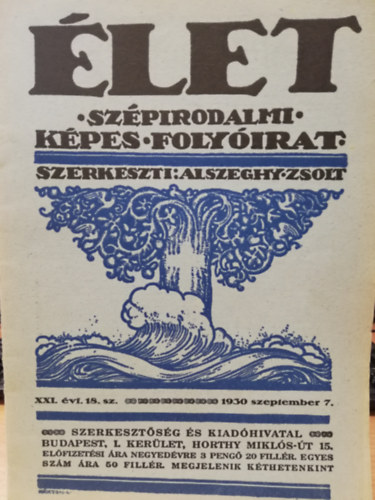 ÉLET
·SZÉPIRODALMI·
KÉPES·FOLYÓIRAT·
SZERKESZTI: ALSZEGHY·ZSOLT
XXI. évf. 18. sz. 1930 szeptember 7.
SZERKESZTŐSÉG ÉS KIADÓHIVATAL
BUDAPEST, I. KERÜLET, HORTHY MIKLÓS-ÚT 15.
ELŐFIZETÉSI ÁRA NEGYEDÉVRE 3 PENGŐ 20 FILLÉR. EGYES
SZÁM ÁRA 50 FILLÉR. MEGJELENIK KÉTHETENKINT